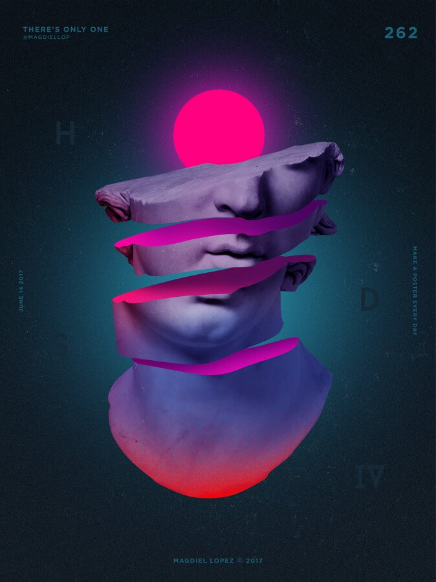 THERE'S ONLY ONE
@MAGDIELLOP
262
H
JUNE 14 2017
MAKE A POSTER EVERY DAY
D
IV
MAGDIEL LOPEZ © 2017